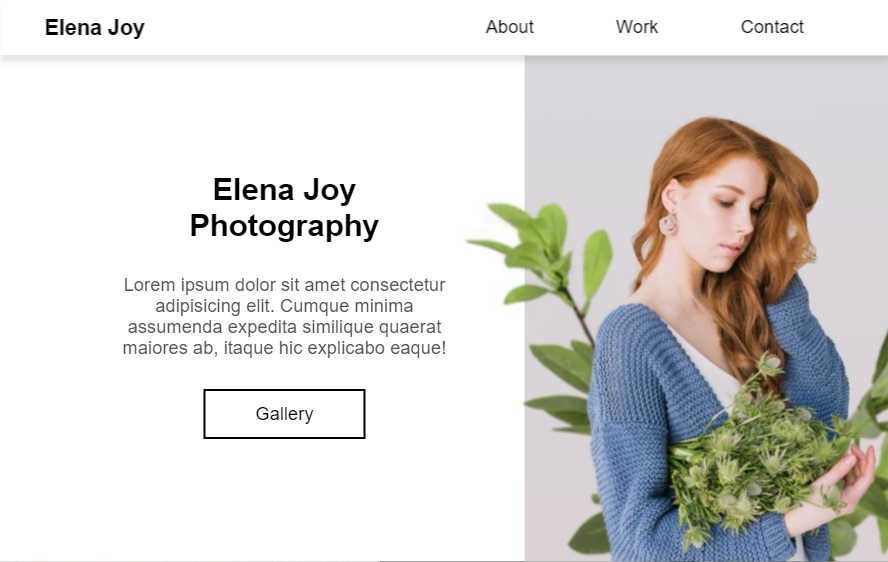 Elena Joy
About
Work
Contact
Elena Joy
Photography
Lorem ipsum dolor sit amet consectetur
adipisicing elit. Cumque minima
assumenda expedita similique quaerat
maiores ab, itaque hic explicabo eaque!
Gallery